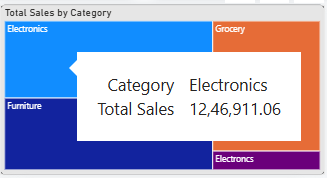 Total Sales by Category
Electronics
Grocery
Category Electronics
Total Sales 12,46,911.06
Furniture
Electroncs